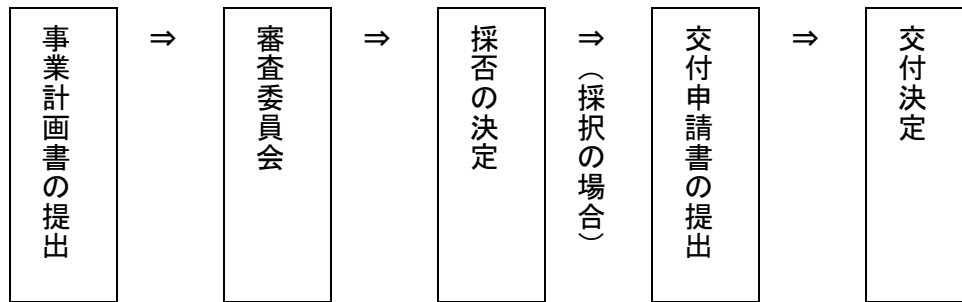 事業計画書の提出
⇒
審査委員会
⇒
採否の決定
⇒（採択の場合）
交付申請書の提出
⇒
交付決定